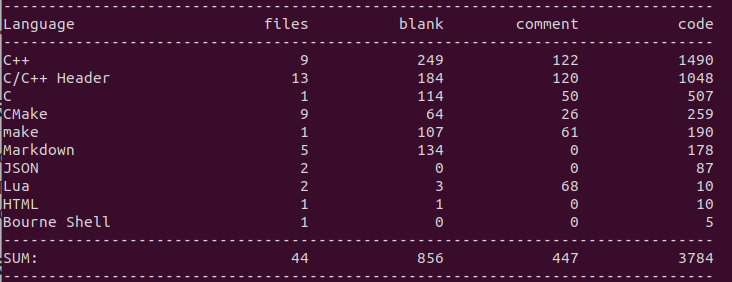 -------------------------------------------------------------------------------
Language                     files          blank        comment           code
-------------------------------------------------------------------------------
C++                              9            249            122           1490
C/C++ Header                    13            184            120           1048
C                                1            114             50            507
CMake                            9             64             26            259
make                             1            107             61            190
Markdown                         5            134              0            178
JSON                             2              0              0             87
Lua                              2              3             68             10
HTML                             1              1              0             10
Bourne Shell                     1              0              0              5
-------------------------------------------------------------------------------
SUM:                            44            856            447           3784
-------------------------------------------------------------------------------